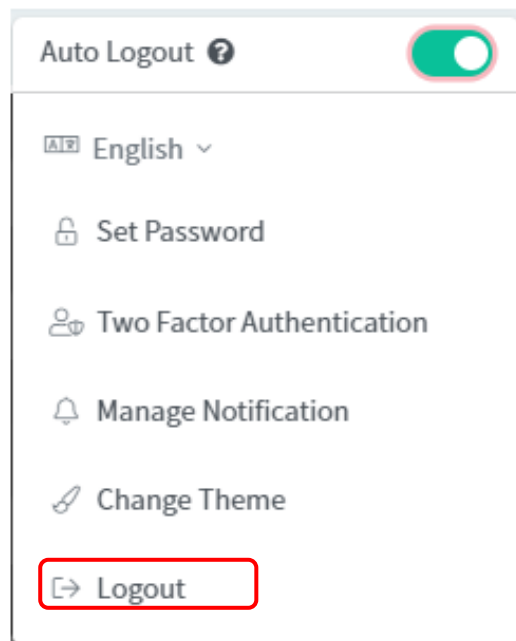 Auto Logout ?
English
Set Password
Two Factor Authentication
Manage Notification
Change Theme
Logout